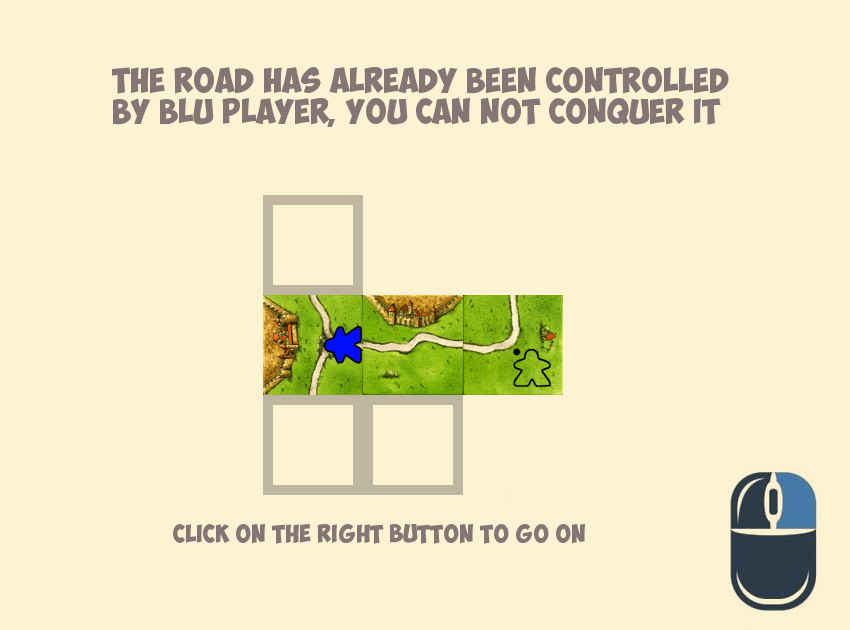 THE ROAD HAS ALREADY BEEN CONTROLLED
BY BLU PLAYER, YOU CAN NOT CONQUER IT
CLICK ON THE RIGHT BUTTON TO GO ON